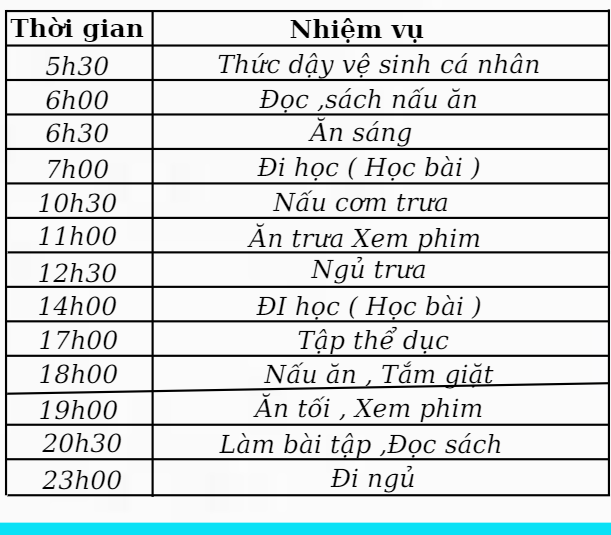 Thời gian Nhiệm vụ
5h30 Thức dậy vệ sinh cá nhân
6h00 Đọc ,sách nấu ăn
6h30 Ăn sáng
7h00 Đi học ( Học bài )
10h30 Nấu cơm trưa
11h00 Ăn trưa Xem phim
12h30 Ngủ trưa
14h00 ĐI học ( Học bài )
17h00 Tập thể dục
18h00 Nấu ăn , Tắm giặt
19h00 Ăn tối , Xem phim
20h30 Làm bài tập ,Đọc sách
23h00 Đi ngủ